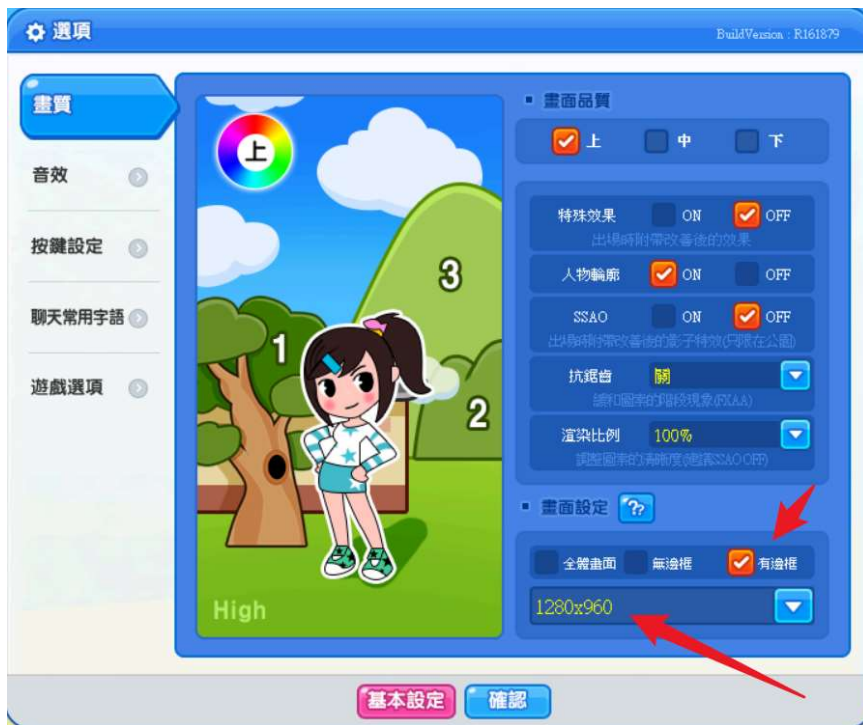 選項
BuildVersion : R161879
畫質
音效
按鍵設定
聊天常用字語
遊戲選項
上
3
1
2
High
畫面品質
上 中 下
特殊效果 ON OFF
出場時附帶改善後的效果
人物輪廓 ON OFF
SSAO ON OFF
出場時附帶改善後的影子特效(只限在公園)
抗鋸齒 關
緩和圖素的階段現象(FXAA)
渲染比例 100%
調整圖素的清晰度(建議SSAO OFF)
畫面設定 ??
全體畫面 無邊框 有邊框
1280x960
基本設定 確認